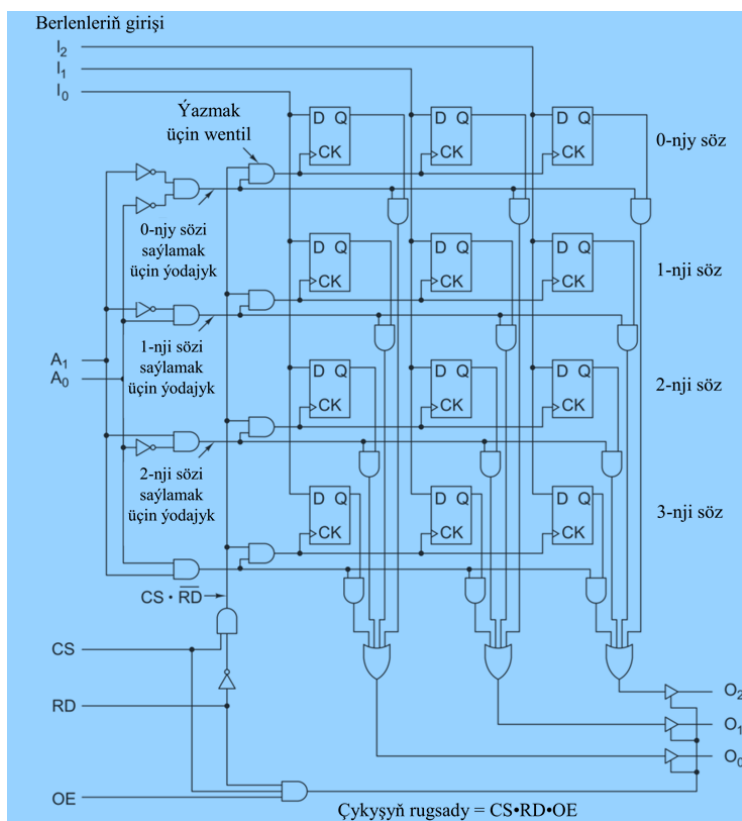 Berlenleriň girişi
I2
I1
I0
Ýazmak
üçin wentil
D Q
CK
D Q
CK
D Q
CK
0-njy söz
0-njy sözi
saýlamak
üçin ýodajyk
D Q
CK
D Q
CK
D Q
CK
1-nji söz
A1
A0
1-nji sözi
saýlamak
üçin ýodajyk
D Q
CK
D Q
CK
D Q
CK
2-nji söz
2-nji sözi
saýlamak
üçin ýodajyk
D Q
CK
D Q
CK
D Q
CK
3-nji söz
CS · R̅D̅
CS
RD
OE
O2
O1
O0
Çykyşyň rugsady = CS•RD•OE